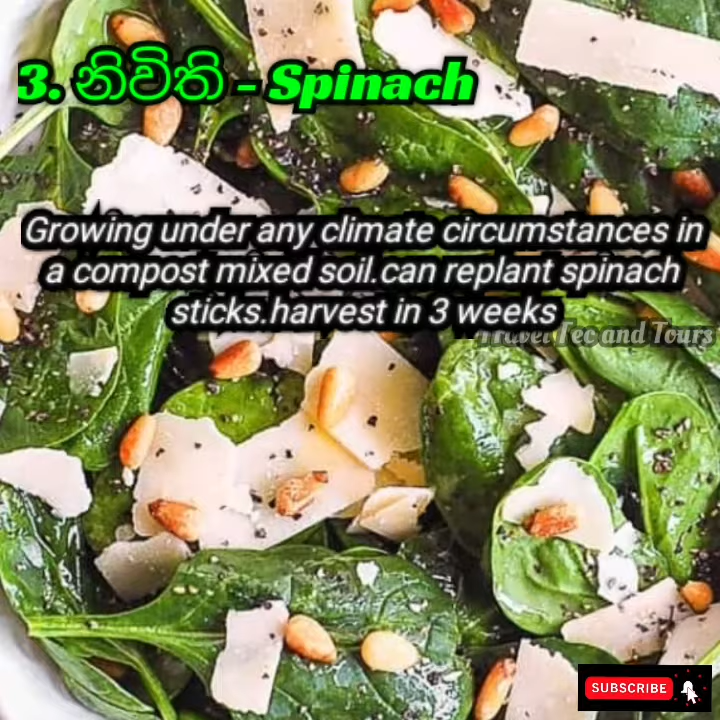 3. නිවිති - Spinach
Growing under any climate circumstances in
a compost mixed soil.can replant spinach
sticks.harvest in 3 weeks
Travel Tec and Tours
SUBSCRIBE